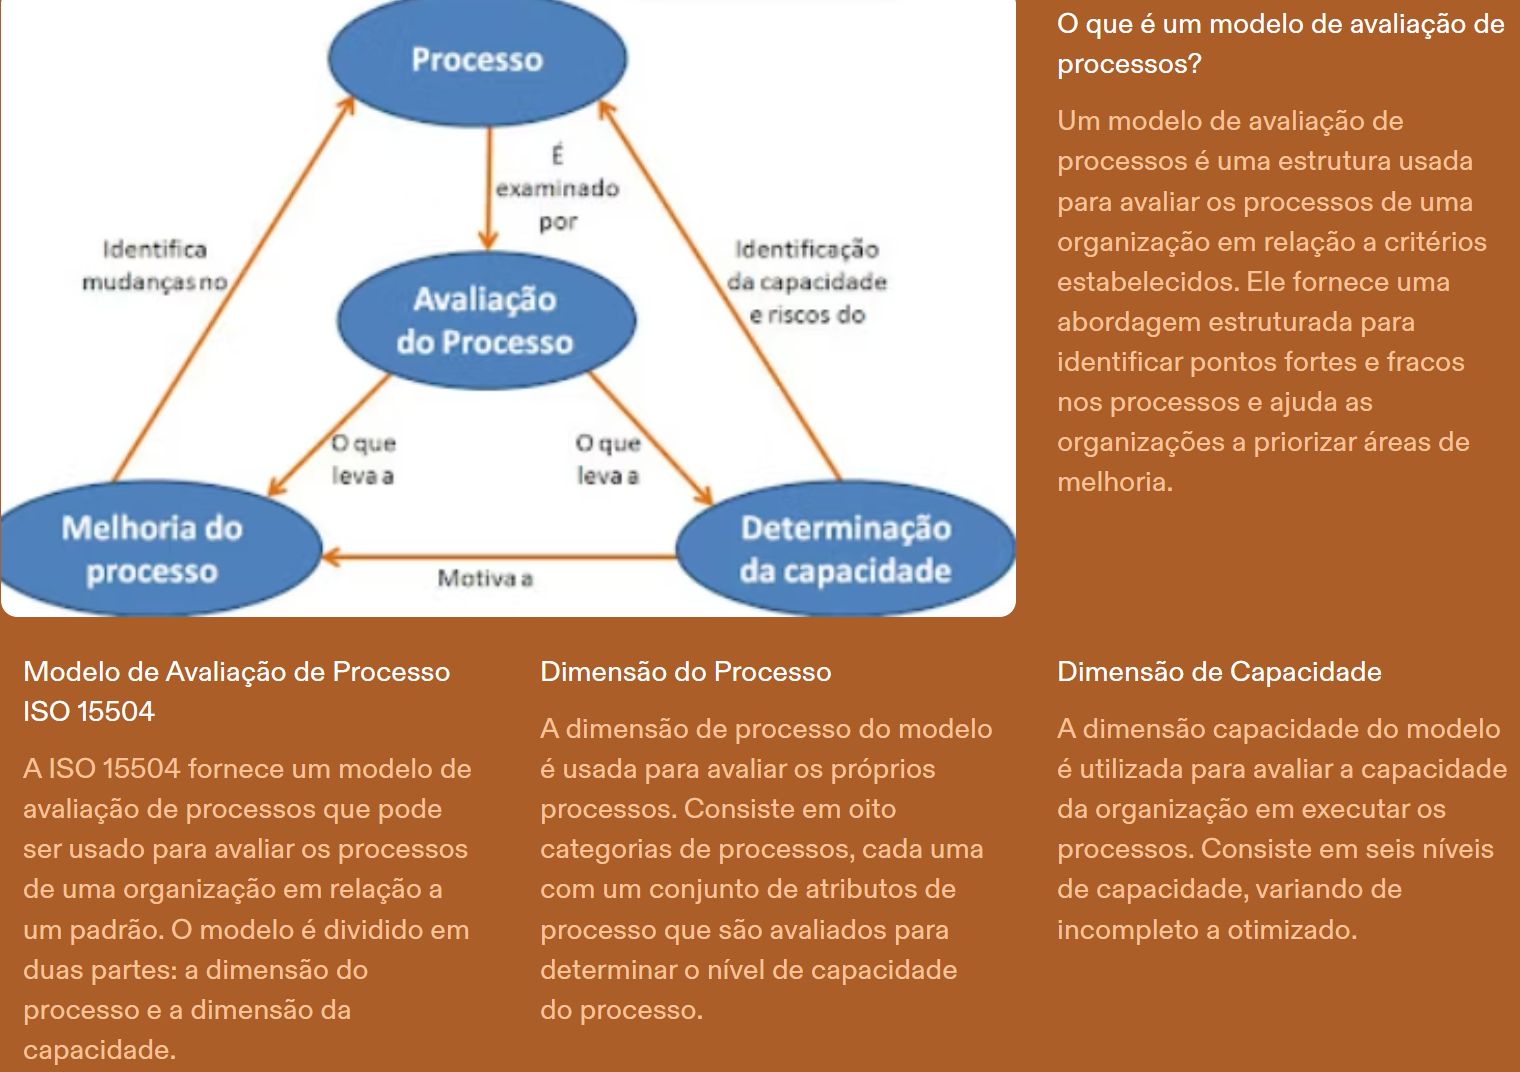 Processo
É
examinado
por
Identifica
mudanças no
Identificação
da capacidade
e riscos do
Avaliação
do Processo
O que
leva a
O que
leva a
Melhoria do
processo
Determinação
da capacidade
Motiva a
O que é um modelo de avaliação de
processos?
Um modelo de avaliação de
processos é uma estrutura usada
para avaliar os processos de uma
organização em relação a critérios
estabelecidos. Ele fornece uma
abordagem estruturada para
identificar pontos fortes e fracos
nos processos e ajuda as
organizações a priorizar áreas de
melhoria.
Modelo de Avaliação de Processo
ISO 15504
A ISO 15504 fornece um modelo de
avaliação de processos que pode
ser usado para avaliar os processos
de uma organização em relação a
um padrão. O modelo é dividido em
duas partes: a dimensão do
processo e a dimensão da
capacidade.
Dimensão do Processo
A dimensão de processo do modelo
é usada para avaliar os próprios
processos. Consiste em oito
categorias de processos, cada uma
com um conjunto de atributos de
processo que são avaliados para
determinar o nível de capacidade
do processo.
Dimensão de Capacidade
A dimensão capacidade do modelo
é utilizada para avaliar a capacidade
da organização em executar os
processos. Consiste em seis níveis
de capacidade, variando de
incompleto a otimizado.